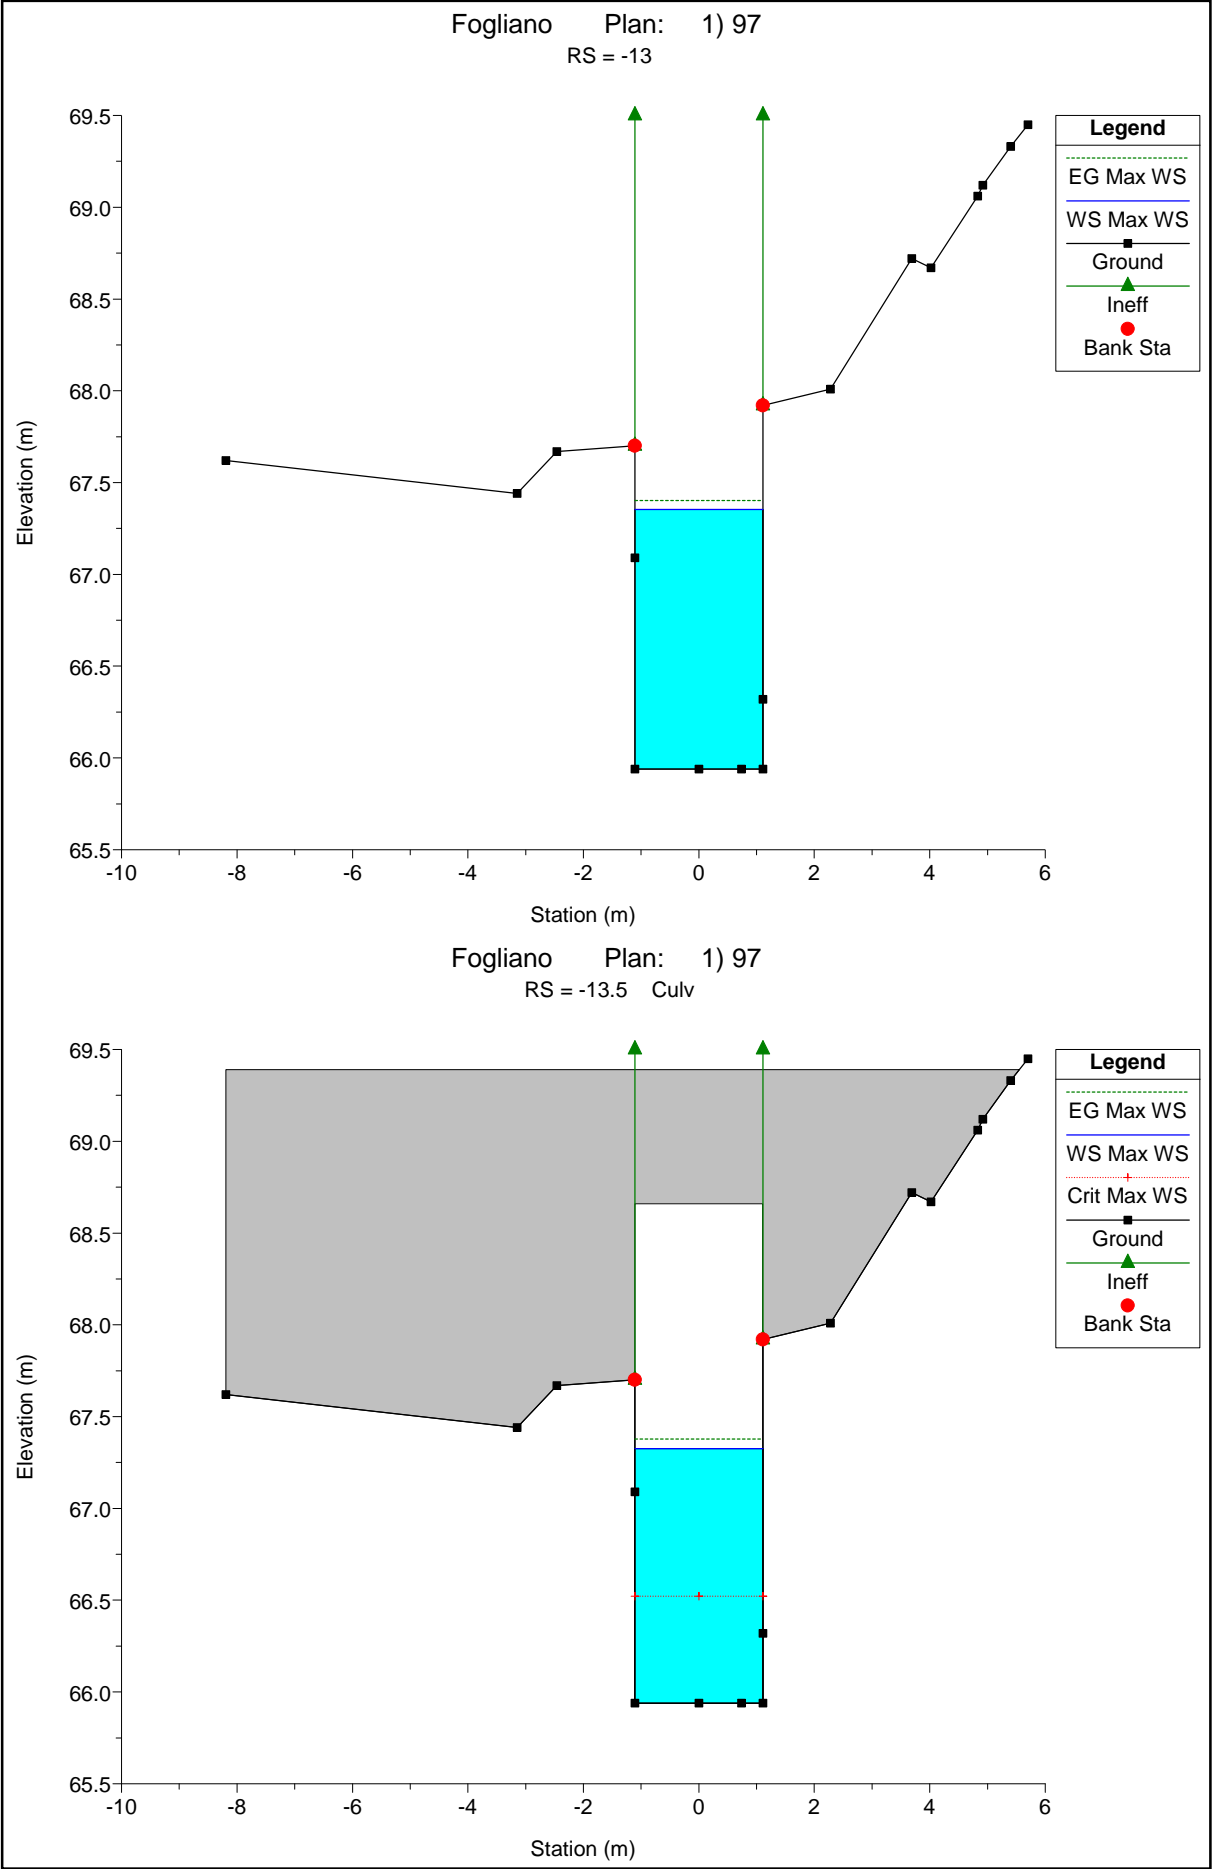 Fogliano Plan: 1) 97
RS = -13
69.5
69.0
68.5
68.0
67.5
67.0
66.5
66.0
65.5
Elevation (m)
-10 -8 -6 -4 -2 0 2 4 6
Station (m)
Legend
EG Max WS
WS Max WS
Ground
Ineff
Bank Sta
Fogliano Plan: 1) 97
RS = -13.5 Culv
69.5
69.0
68.5
68.0
67.5
67.0
66.5
66.0
65.5
Elevation (m)
-10 -8 -6 -4 -2 0 2 4 6
Station (m)
Legend
EG Max WS
WS Max WS
Crit Max WS
Ground
Ineff
Bank Sta